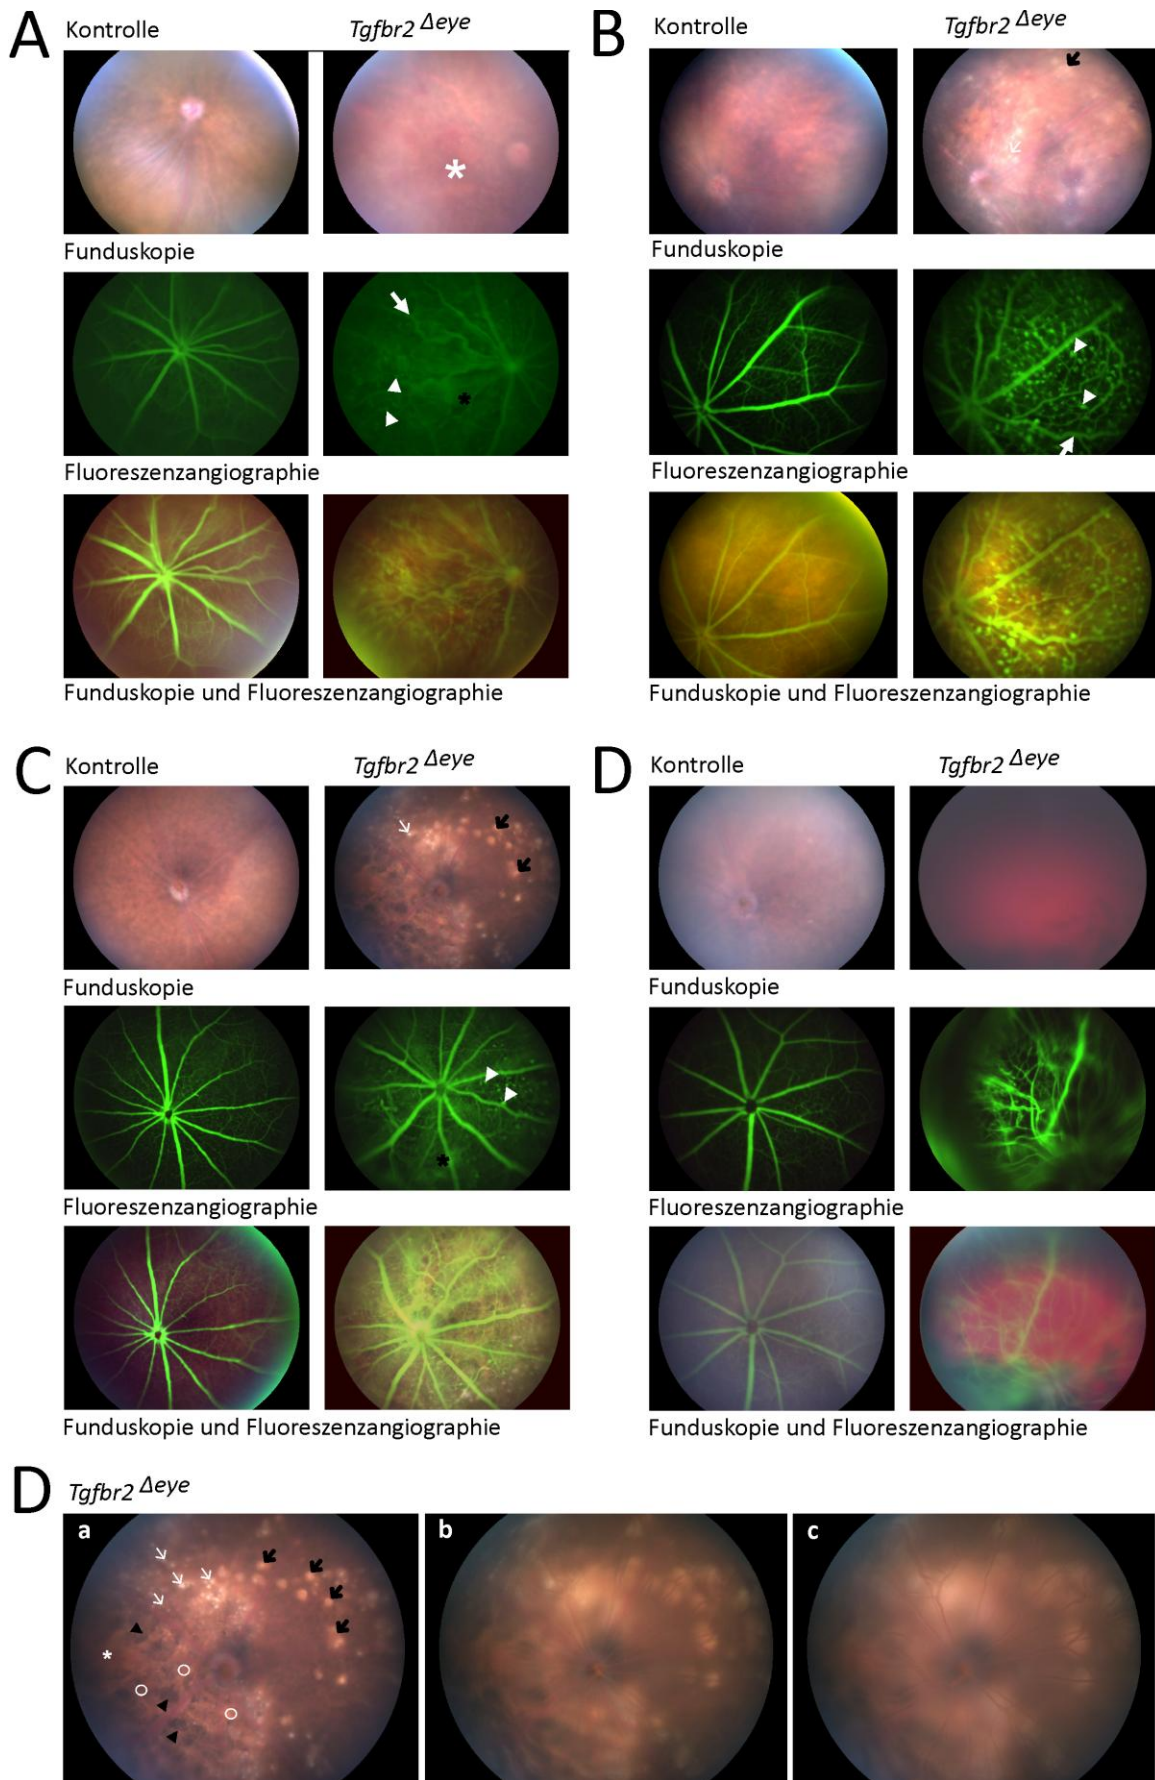 A Kontrolle Tgfbr2 Δeye
Funduskopie
*
Fluoreszenzangiographie
*
Funduskopie und Fluoreszenzangiographie
B Kontrolle Tgfbr2 Δeye
Funduskopie
Fluoreszenzangiographie
Funduskopie und Fluoreszenzangiographie
C Kontrolle Tgfbr2 Δeye
Funduskopie
Fluoreszenzangiographie
*
Funduskopie und Fluoreszenzangiographie
D Kontrolle Tgfbr2 Δeye
Funduskopie
Fluoreszenzangiographie
Funduskopie und Fluoreszenzangiographie
D Tgfbr2 Δeye
a b c
*